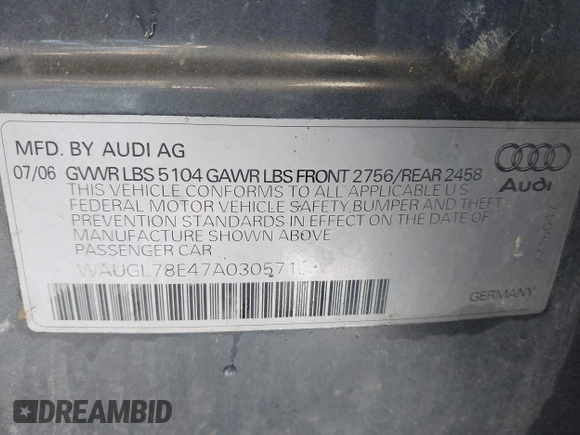 MFD. BY AUDI AG
07/06 GVWR LBS 5104 GAWR LBS FRONT 2756/REAR 2458
THIS VEHICLE CONFORMS TO ALL APPLICABLE U.S.
FEDERAL MOTOR VEHICLE SAFETY,BUMPER AND THEFT
PREVENTION STANDARDS IN EFFECT ON THE DATE OF
MANUFACTURE SHOWN ABOVE
PASSENGER CAR
Audi
GERMANY
DREAMBID